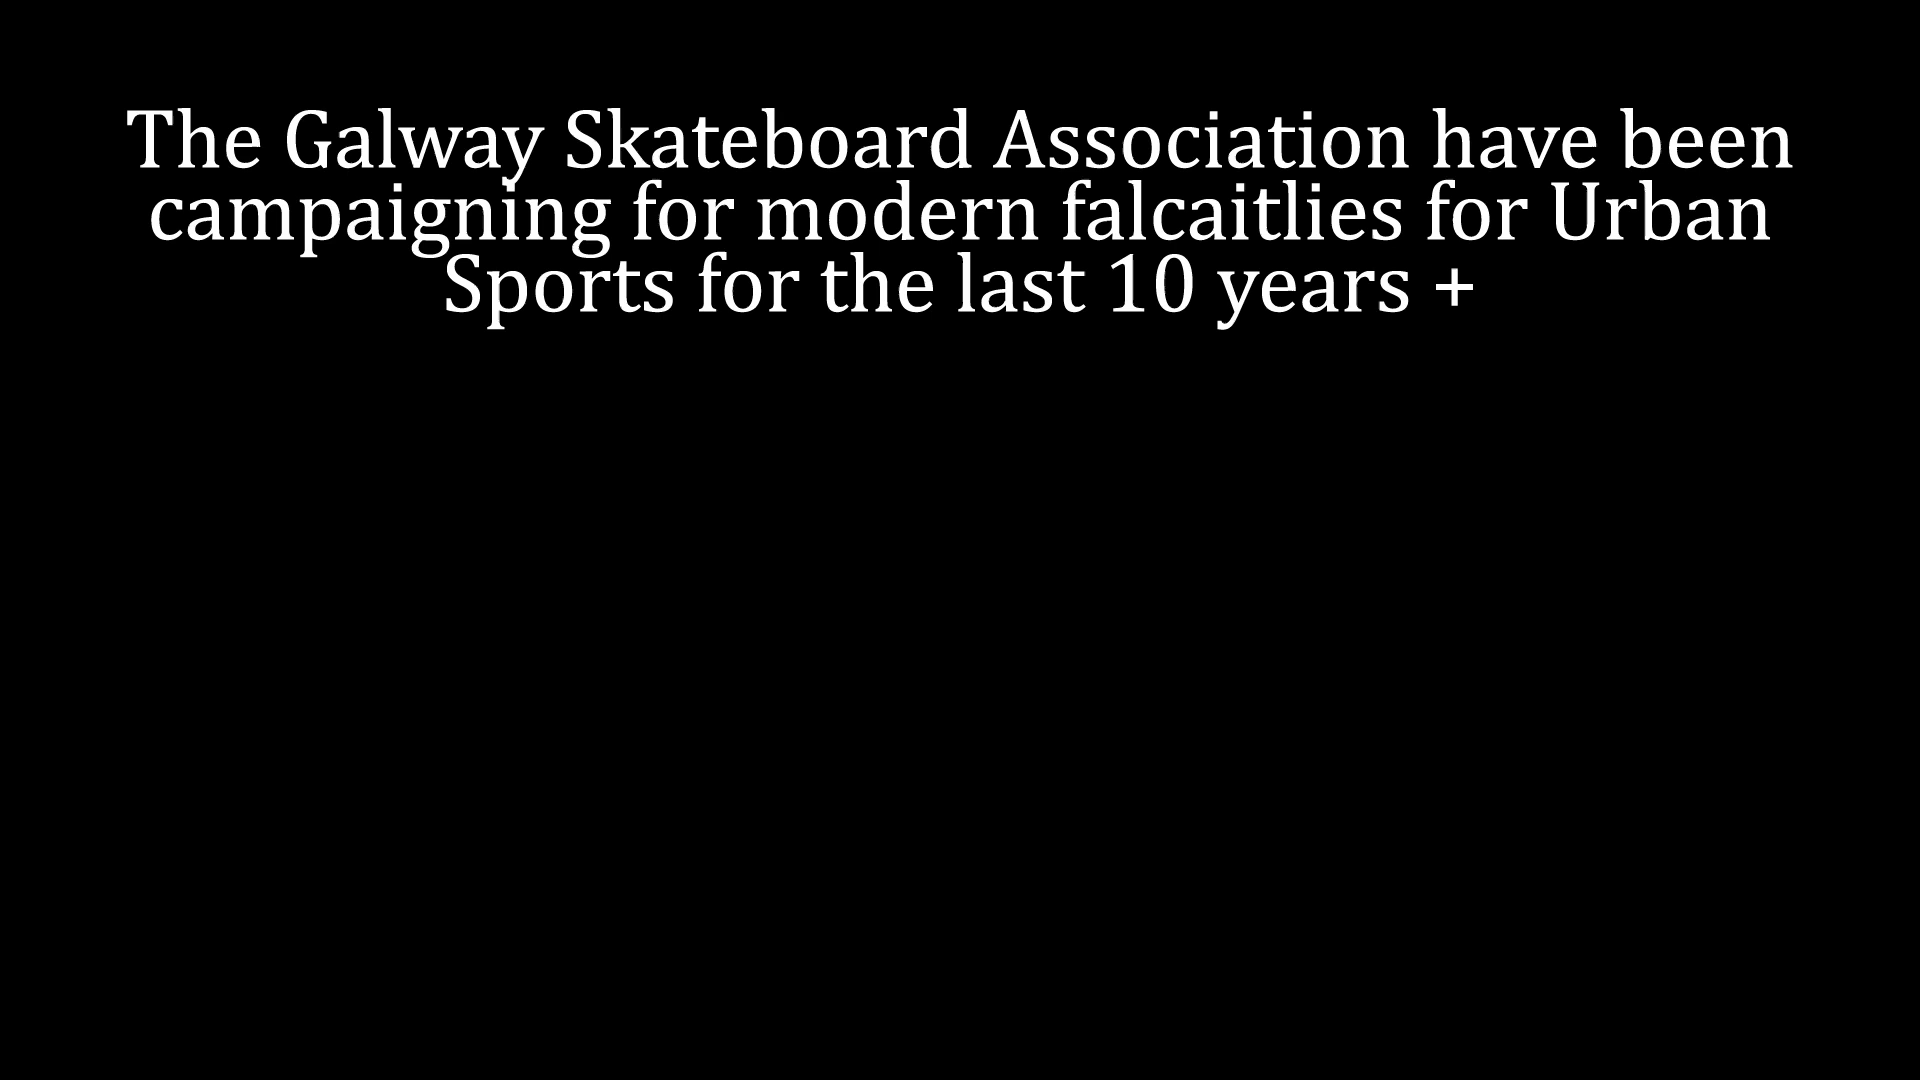 The Galway Skateboard Association have been
campaigning for modern falcaitlies for Urban
Sports for the last 10 years +